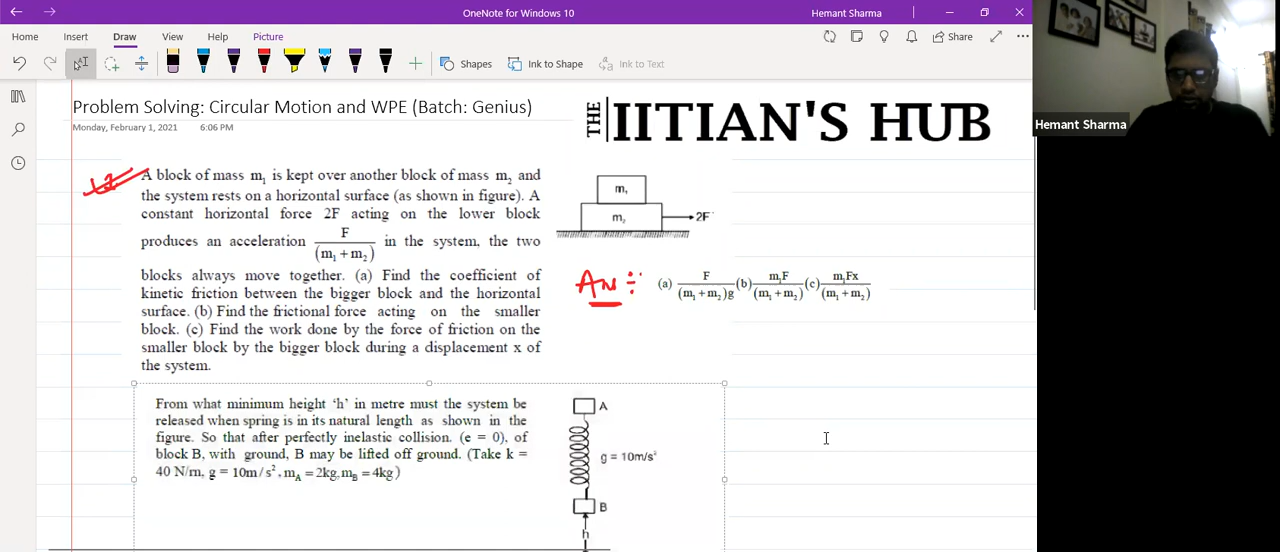 OneNote for Windows 10
Hemant Sharma
Home Insert Draw View Help Picture
Share
Shapes Ink to Shape Ink to Text
Problem Solving: Circular Motion and WPE (Batch: Genius)
Monday, February 1, 2021 6:06 PM
THE IITIAN'S HUB
Hemant Sharma
A block of mass m₁ is kept over another block of mass m₂ and
the system rests on a horizontal surface (as shown in figure). A
constant horizontal force 2F acting on the lower block
produces an acceleration F/(m₁ + m₂) in the system, the two
blocks always move together. (a) Find the coefficient of
kinetic friction between the bigger block and the horizontal
surface. (b) Find the frictional force acting on the smaller
block. (c) Find the work done by the force of friction on the
smaller block by the bigger block during a displacement x of
the system.
m₁
m₂
2F
Ans :
(a) F/(m₁ + m₂)g (b) m₁F/(m₁ + m₂) (c) m₁Fx/(m₁ + m₂)
From what minimum height 'h' in metre must the system be
released when spring is in its natural length as shown in the
figure. So that after perfectly inelastic collision. (e = 0), of
block B, with ground, B may be lifted off ground. (Take k =
40 N/m, g = 10m/s², m_A = 2kg, m_B = 4kg)
A
g = 10m/s²
B
h